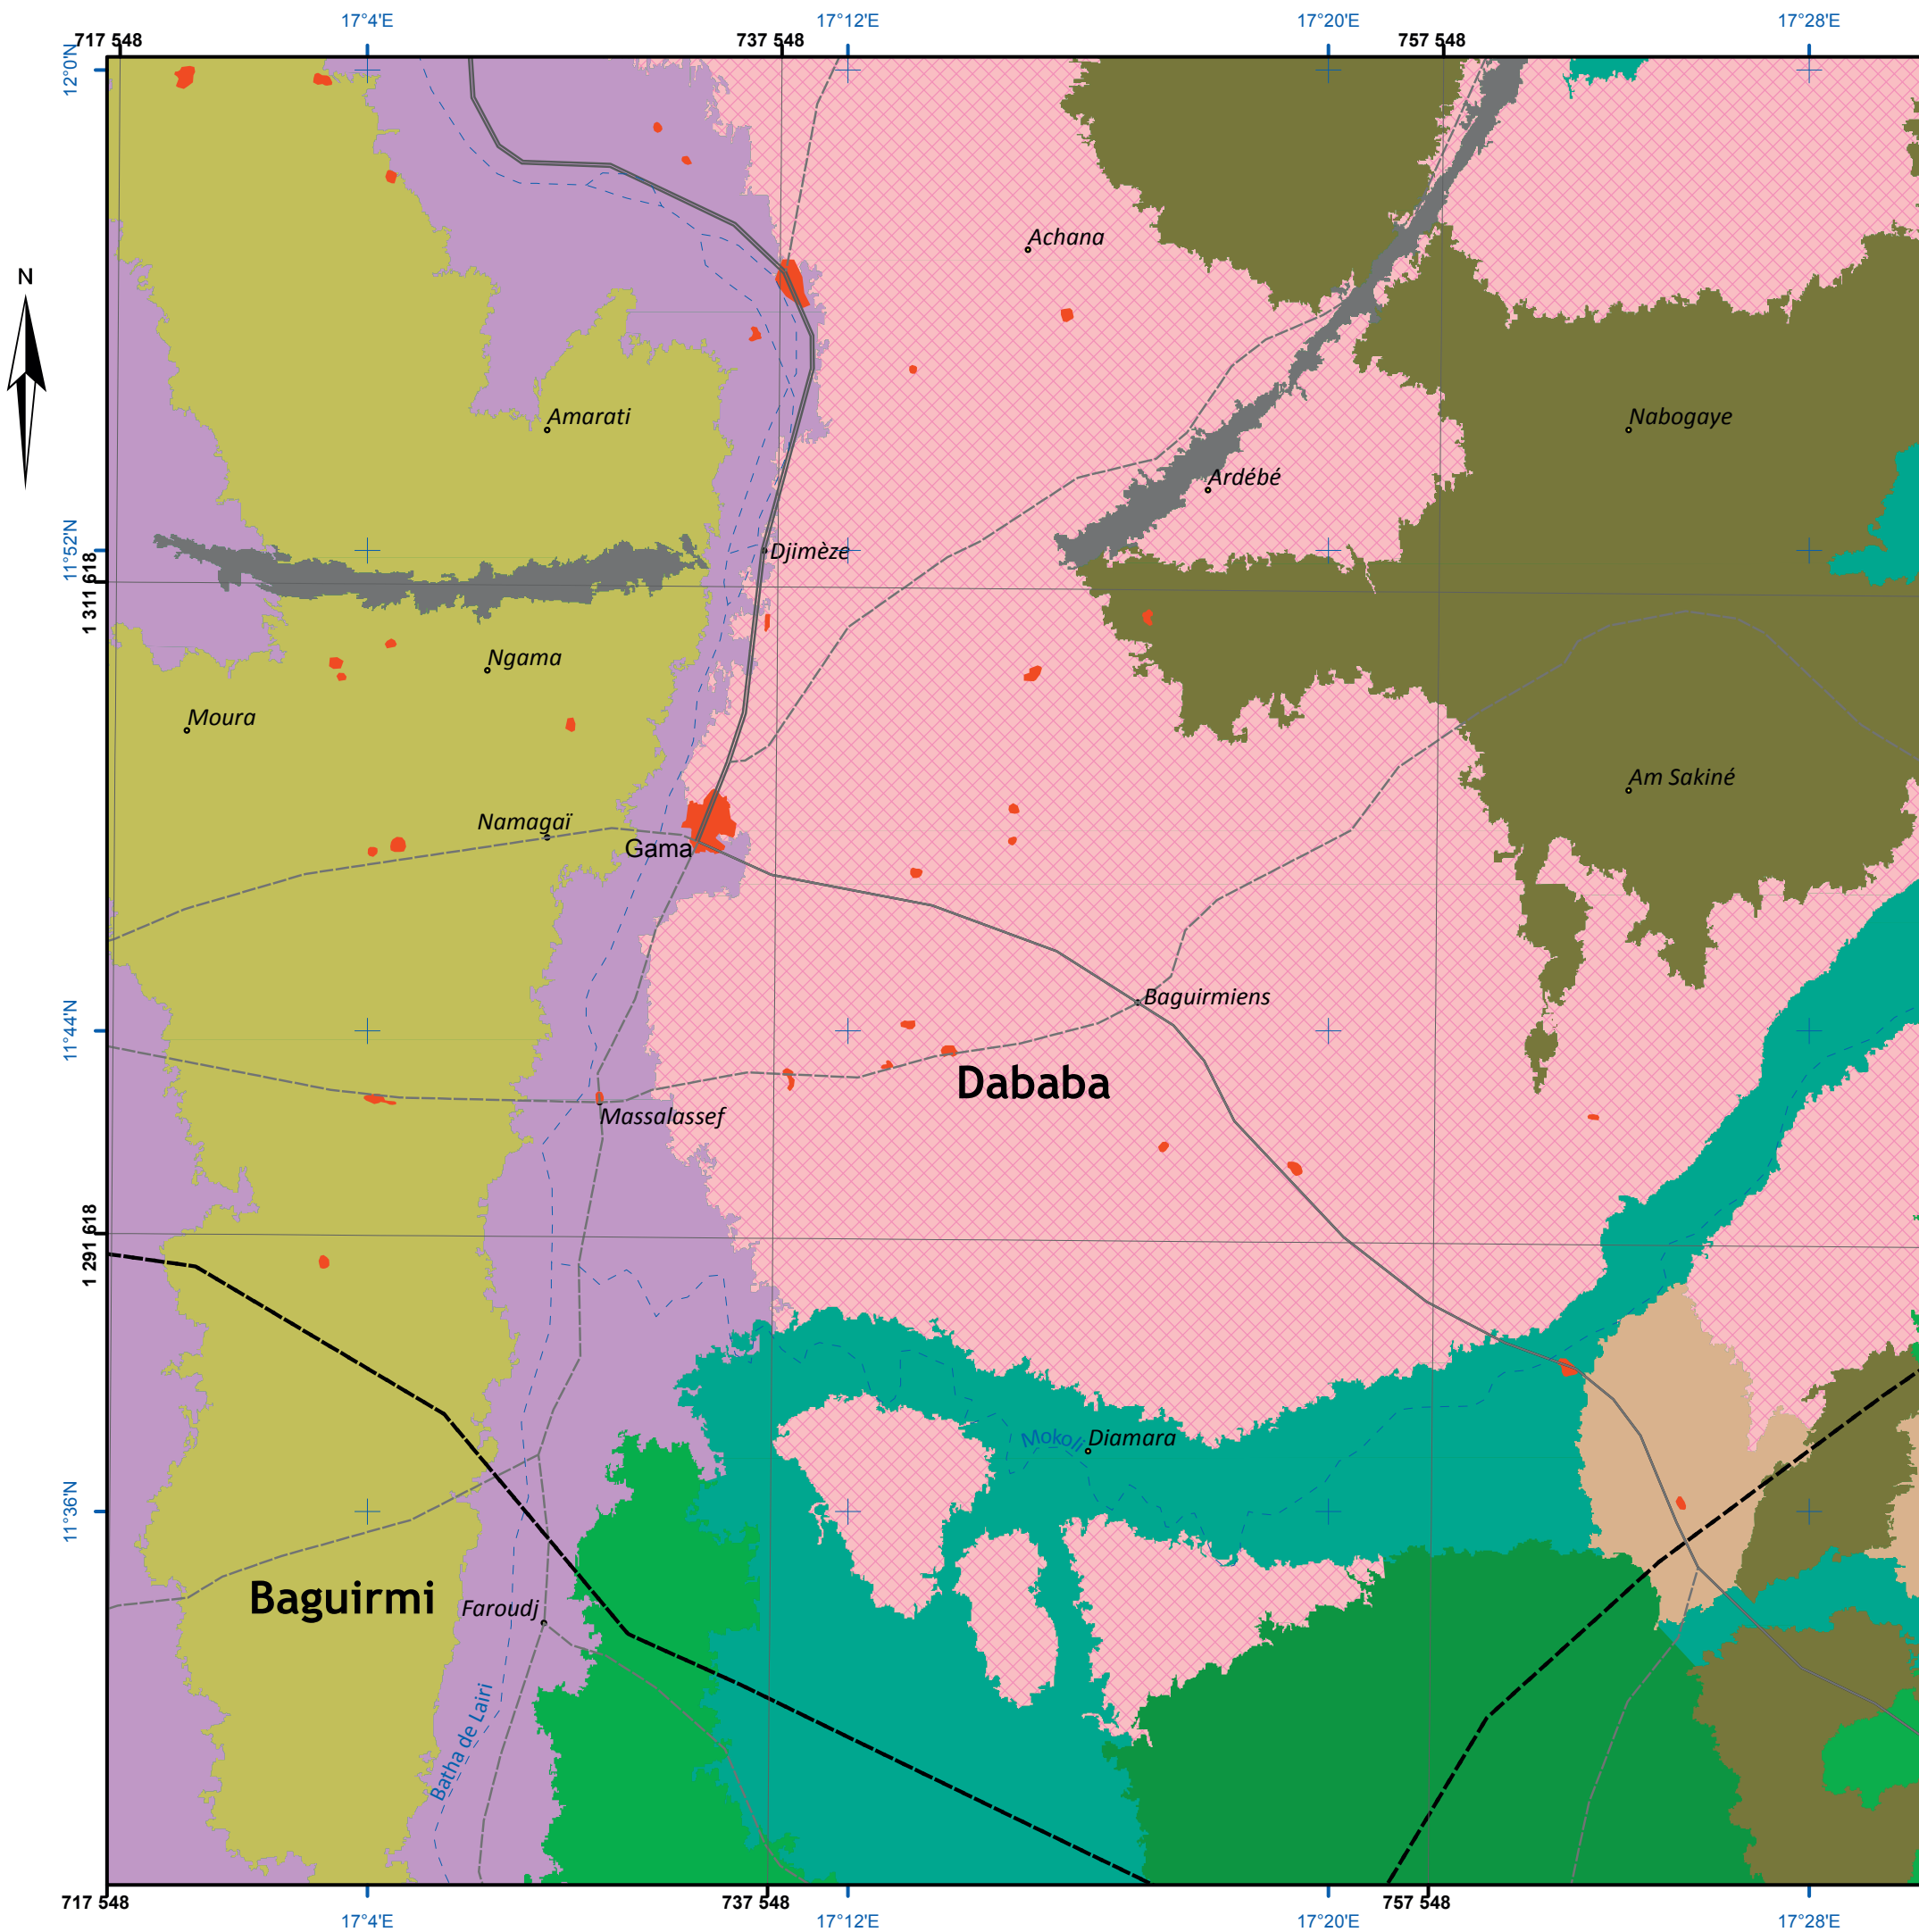 17°4'E 17°12'E 17°20'E 17°28'E
717 548 737 548 757 548
12°0'N
Achana
N
Amarati
Nabogaye
Ardébé
11°52'N
Djimèze
1 311 618
Ngama
Moura
Am Sakiné
Namagaï
Gama
Baguirmiens
11°44'N
Dababa
Massalassef
1 291 618
Mokoli
Diamara
11°36'N
Baguirmi
Faroudj
Batha de Lairi
717 548 737 548 757 548
17°4'E 17°12'E 17°20'E 17°28'E